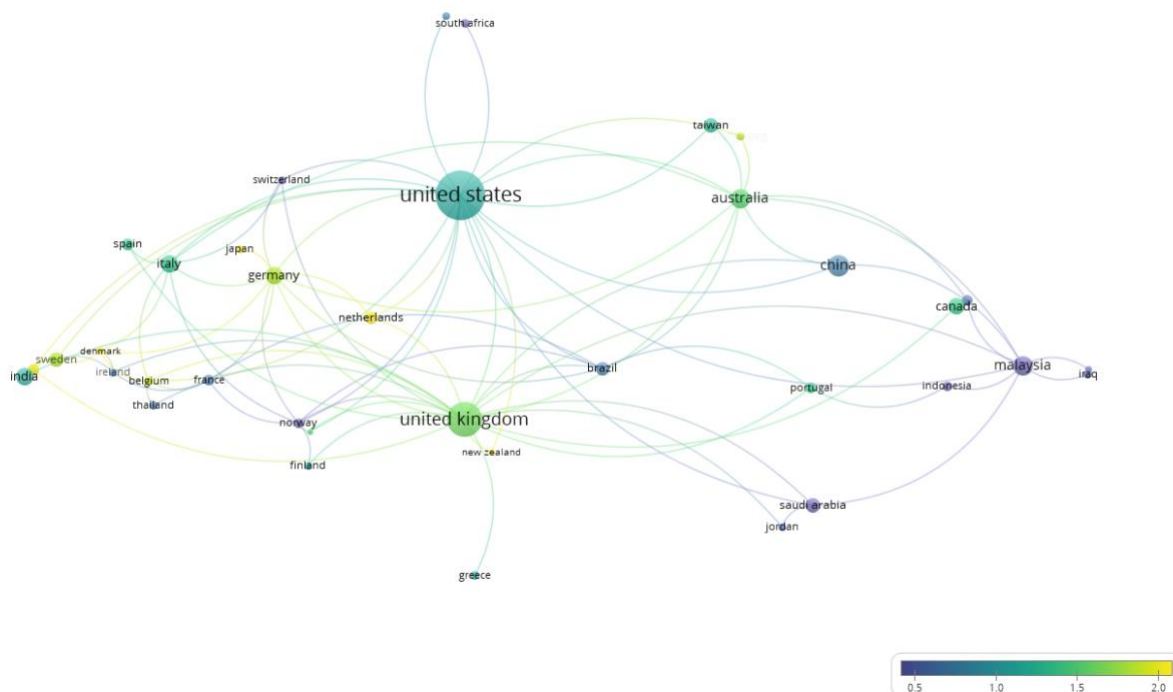 south africa
taiwan
switzerland
united states
australia
spain
japan
italy
germany
china
canada
netherlands
denmark
sweden
ireland
india
belgium
france
brazil
malaysia
iraq
indonesia
portugal
thailand
norway
united kingdom
new zealand
finland
saudi arabia
jordan
greece
0.5 1.0 1.5 2.0